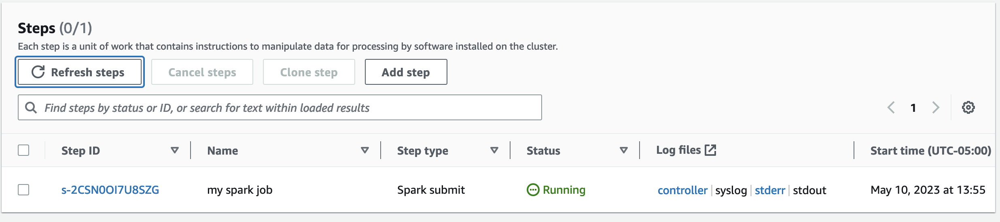 Steps (0/1)
Each step is a unit of work that contains instructions to manipulate data for processing by software installed on the cluster.
Refresh steps Cancel steps Clone step Add step
Find steps by status or ID, or search for text within loaded results 1
Step ID Name Step type Status Log files Start time (UTC-05:00)
s-2CSN0OI7U8SZG my spark job Spark submit Running controller syslog stderr stdout May 10, 2023 at 13:55